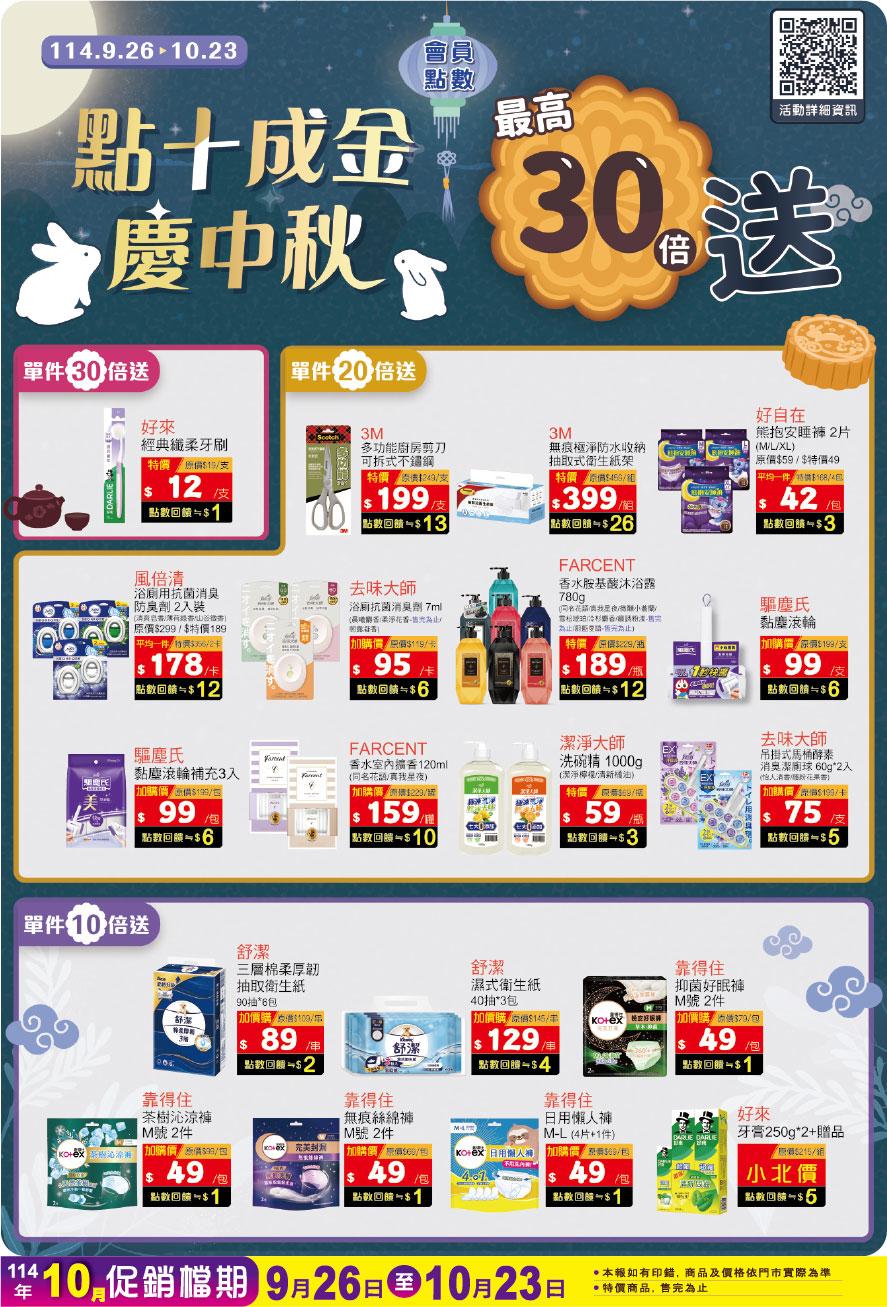 114.9.26▸10.23
會員
點數
活動詳細資訊
點十成金
慶中秋
最高
30倍
送
單件30倍送
好來
經典纖柔牙刷
特價 原價$19/支
$12/支
點數回饋≒$1
單件20倍送
3M
多功能廚房剪刀
可拆式不鏽鋼
特價 原價$249/支
$199/支
點數回饋≒$13
3M
無痕極淨防水收納
抽取式衛生紙架
特價 原價$459/組
$399/組
點數回饋≒$26
好自在
熊抱安睡褲 2片
(M/L/XL)
原價$59 / $特價49
平均一件 特價$168/4包
$42/包
點數回饋≒$3
風倍清
浴廁用抗菌消臭
防臭劑 2入裝
原價$299 / $特價189
平均一件 特價$356/2卡
$178/卡
點數回饋≒$12
去味大師
浴廁抗菌消臭劑 7ml
加購價 原價$119/卡
$95/卡
點數回饋≒$6
FARCENT
香水胺基酸沐浴露
780g
特價 原價$229/瓶
$189/瓶
點數回饋≒$12
驅塵氏
黏塵滾輪
加購價 原價$199/支
$99/支
點數回饋≒$6
驅塵氏
黏塵滾輪補充3入
加購價 原價$199/包
$99/包
點數回饋≒$6
FARCENT
香水室內擴香120ml
(同名花語/真我星夜)
加購價 原價$229/罐
$159/罐
點數回饋≒$10
潔淨大師
洗碗精 1000g
(潔淨檸檬/清新橘油)
特價 原價$69/瓶
$59/瓶
點數回饋≒$3
去味大師
吊掛式馬桶酵素
消臭潔廁球 60g*2入
加購價 原價$199/卡
$75/支
點數回饋≒$5
單件10倍送
舒潔
三層棉柔厚韌
抽取衛生紙
90抽*6包
加購價 原價$109/串
$89/串
點數回饋≒$2
舒潔
濕式衛生紙
40抽*3包
加購價 原價$145/串
$129/串
點數回饋≒$4
靠得住
抑菌好眠褲
M號 2件
加購價 原價$79/包
$49/包
點數回饋≒$1
靠得住
茶樹沁涼褲
M號 2件
加購價 原價$99/包
$49/包
點數回饋≒$1
靠得住
無痕絲綿褲
M號 2件
加購價 原價$69/包
$49/包
點數回饋≒$1
靠得住
日用懶人褲
M-L (4片+1件)
加購價 原價$69/包
$49/包
點數回饋≒$1
好來
牙膏250g*2+贈品
原價$215/組
小北價
點數回饋≒$5
114年10月促銷檔期
9月26日至10月23日
•本報如有印錯, 商品及價格依門市實際為準
•特價商品, 售完為止